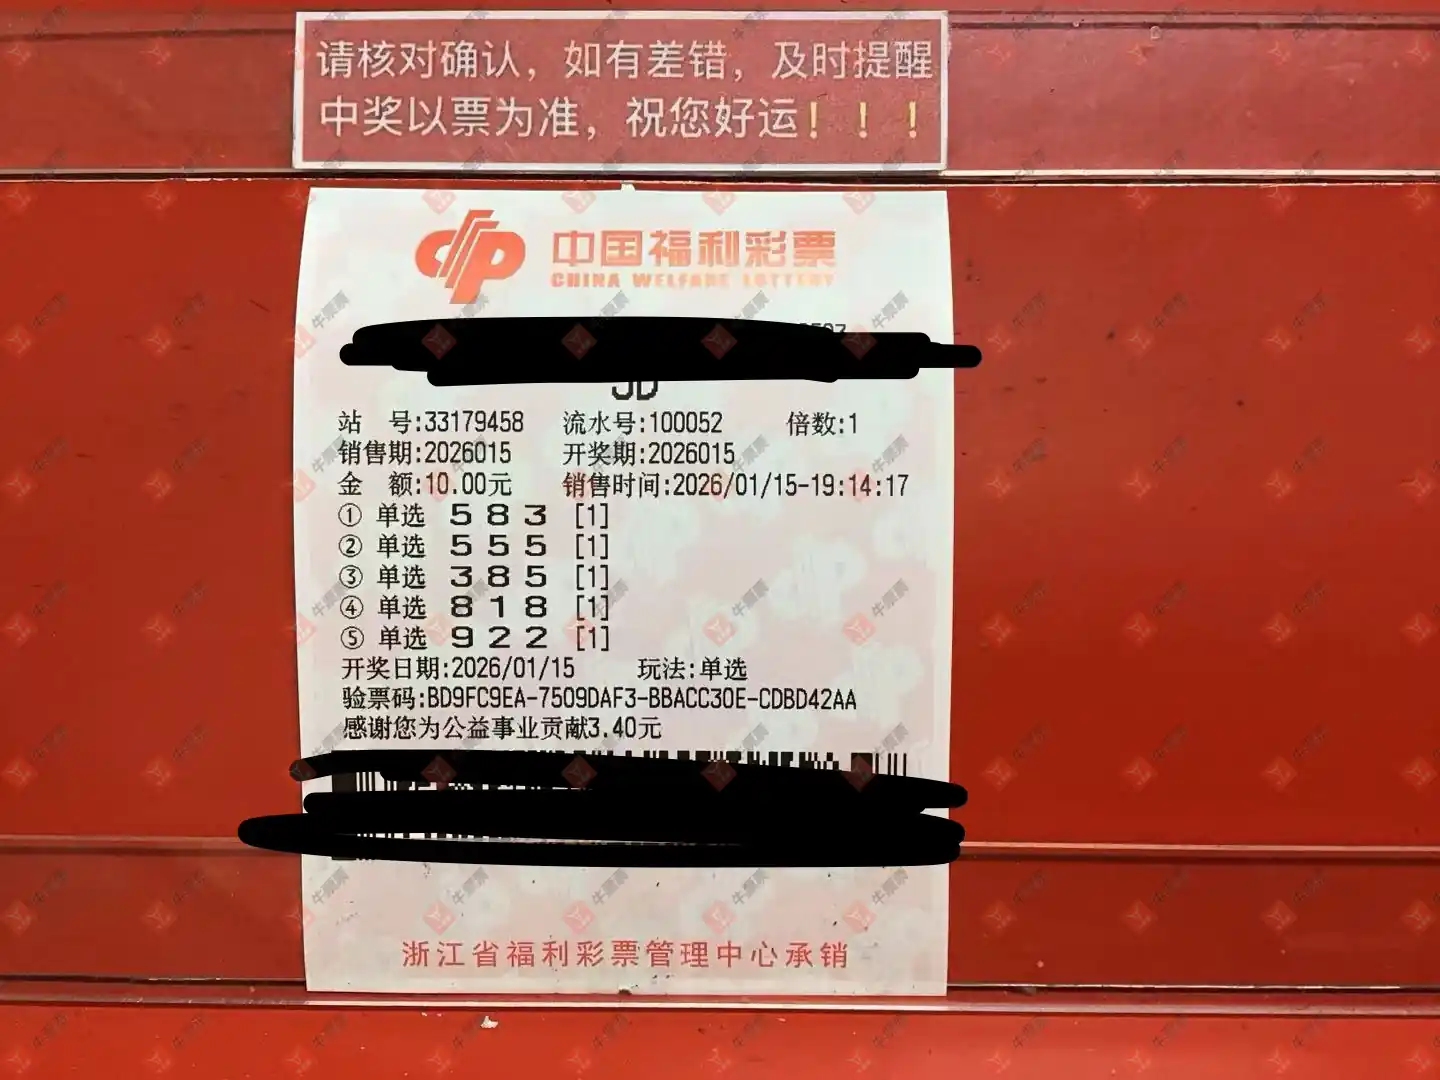 请核对确认，如有差错，及时提醒
中奖以票为准，祝您好运！！！
中国福利彩票
CHINA WELFARE LOTTERY
3D
站 号:33179458 流水号:100052 倍数:1
销售期:2026015 开奖期:2026015
金 额:10.00元 销售时间:2026/01/15-19:14:17
① 单选 5 8 3 [1]
② 单选 5 5 5 [1]
③ 单选 3 8 5 [1]
④ 单选 8 1 8 [1]
⑤ 单选 9 2 2 [1]
开奖日期:2026/01/15 玩法:单选
验票码:BD9FC9EA-7509DAF3-BBACC30E-CDBD42AA
感谢您为公益事业贡献3.40元
浙江省福利彩票管理中心承销
牛票票